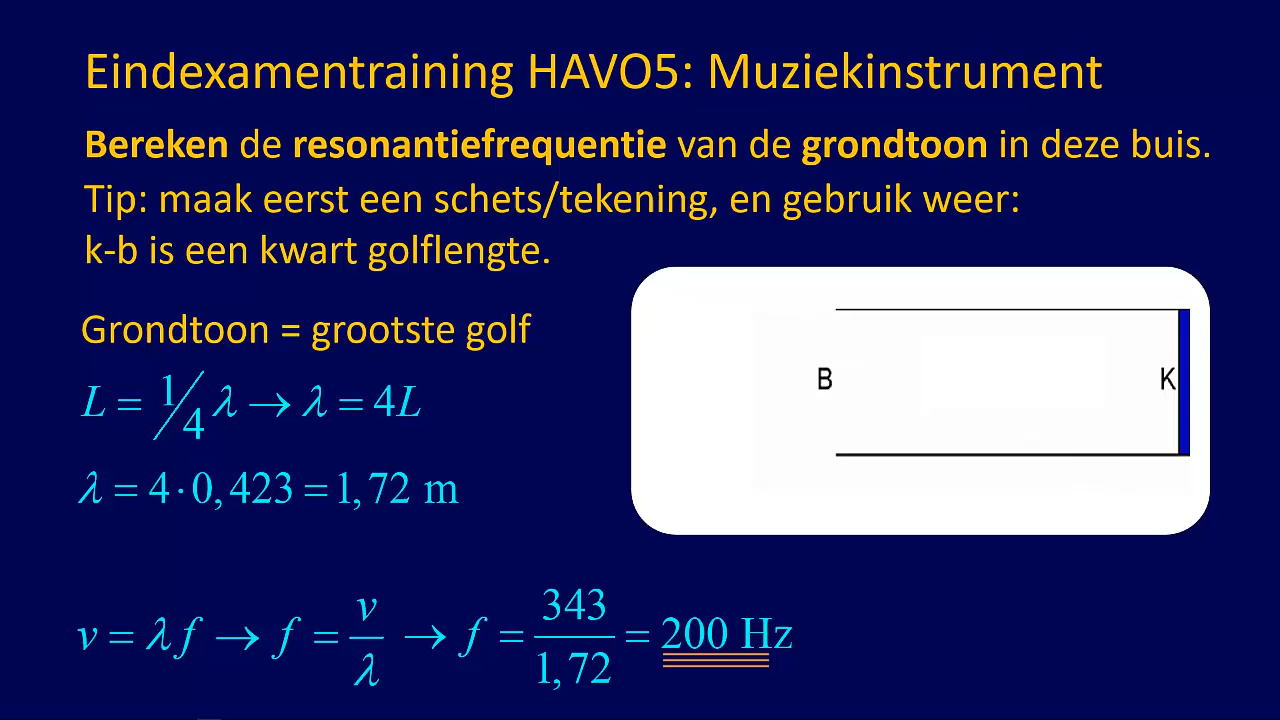 Eindexamentraining HAVO5: Muziekinstrument
Bereken de resonantiefrequentie van de grondtoon in deze buis.
Tip: maak eerst een schets/tekening, en gebruik weer:
k-b is een kwart golflengte.
Grondtoon = grootste golf
L = 1/4 λ → λ = 4L
λ = 4 · 0,423 = 1,72 m
B K
v = λf → f = v/λ → f = 343/1,72 = 200 Hz